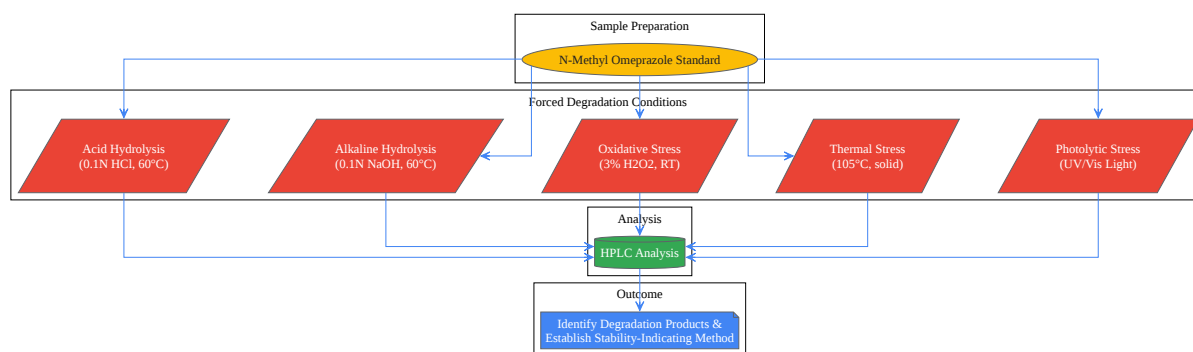 Sample Preparation
N-Methyl Omeprazole Standard
Forced Degradation Conditions
Acid Hydrolysis
(0.1N HCl, 60°C)
Alkaline Hydrolysis
(0.1N NaOH, 60°C)
Oxidative Stress
(3% H2O2, RT)
Thermal Stress
(105°C, solid)
Photolytic Stress
(UV/Vis Light)
Analysis
HPLC Analysis
Outcome
Identify Degradation Products &
Establish Stability-Indicating Method